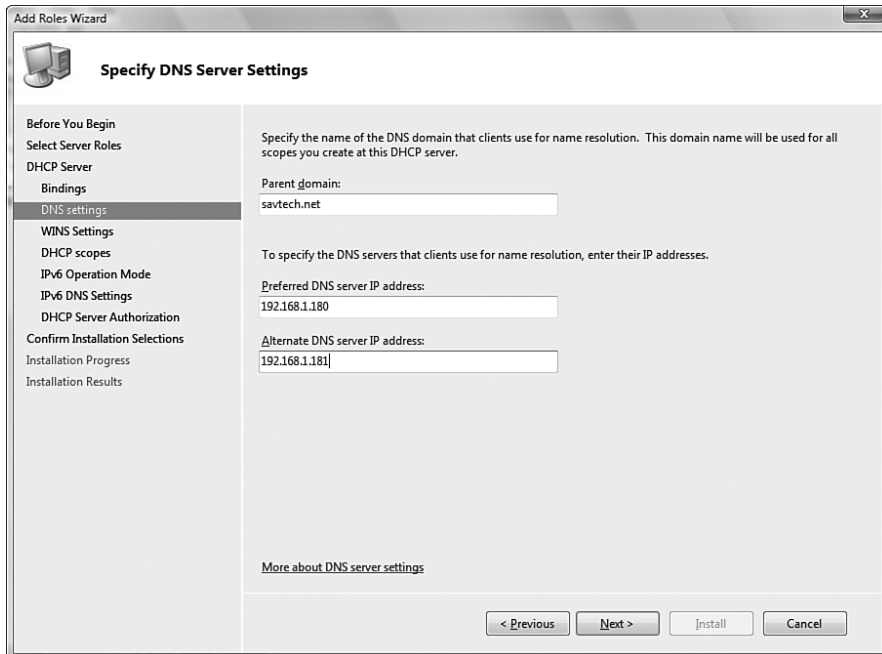 Add Roles Wizard
X
Specify DNS Server Settings
Before You Begin
Select Server Roles
DHCP Server
Bindings
DNS settings
WINS Settings
DHCP scopes
IPv6 Operation Mode
IPv6 DNS Settings
DHCP Server Authorization
Confirm Installation Selections
Installation Progress
Installation Results
Specify the name of the DNS domain that clients use for name resolution. This domain name will be used for all
scopes you create at this DHCP server.
Parent domain:
savtech.net
To specify the DNS servers that clients use for name resolution, enter their IP addresses.
Preferred DNS server IP address:
192.168.1.180
Alternate DNS server IP address:
192.168.1.181
More about DNS server settings
< Previous
Next >
Install
Cancel